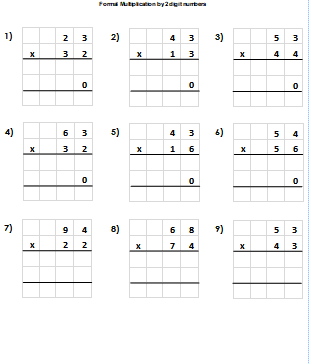 Formal Multiplication by 2 digit numbers
1) 2 3
x 3 2
0
2) 4 3
x 1 3
0
3) 5 3
x 4 4
0
4) 6 3
x 3 2
0
5) 4 3
x 1 6
0
6) 5 4
x 5 6
0
7) 9 4
x 2 2
8) 6 8
x 7 4
9) 5 3
x 4 3